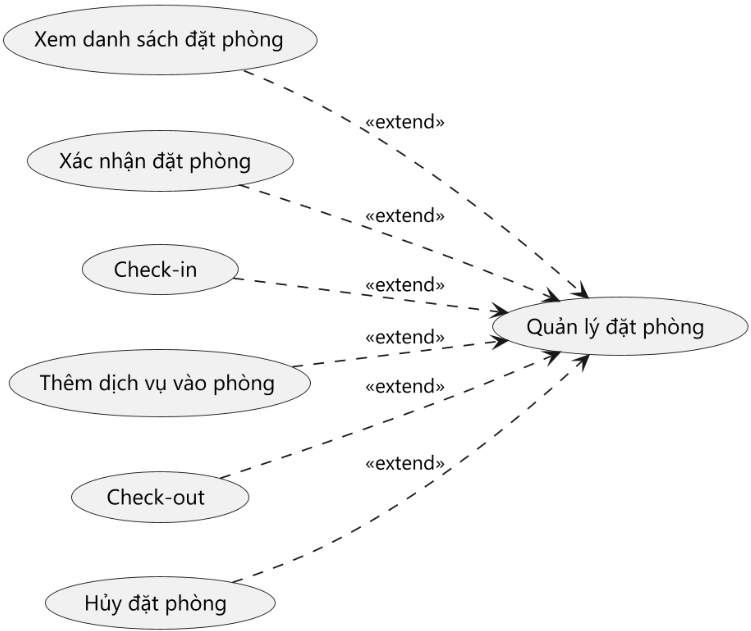 Xem danh sách đặt phòng
«extend»
Xác nhận đặt phòng
«extend»
Check-in
«extend»
Quản lý đặt phòng
«extend»
Thêm dịch vụ vào phòng
«extend»
Check-out
«extend»
Hủy đặt phòng